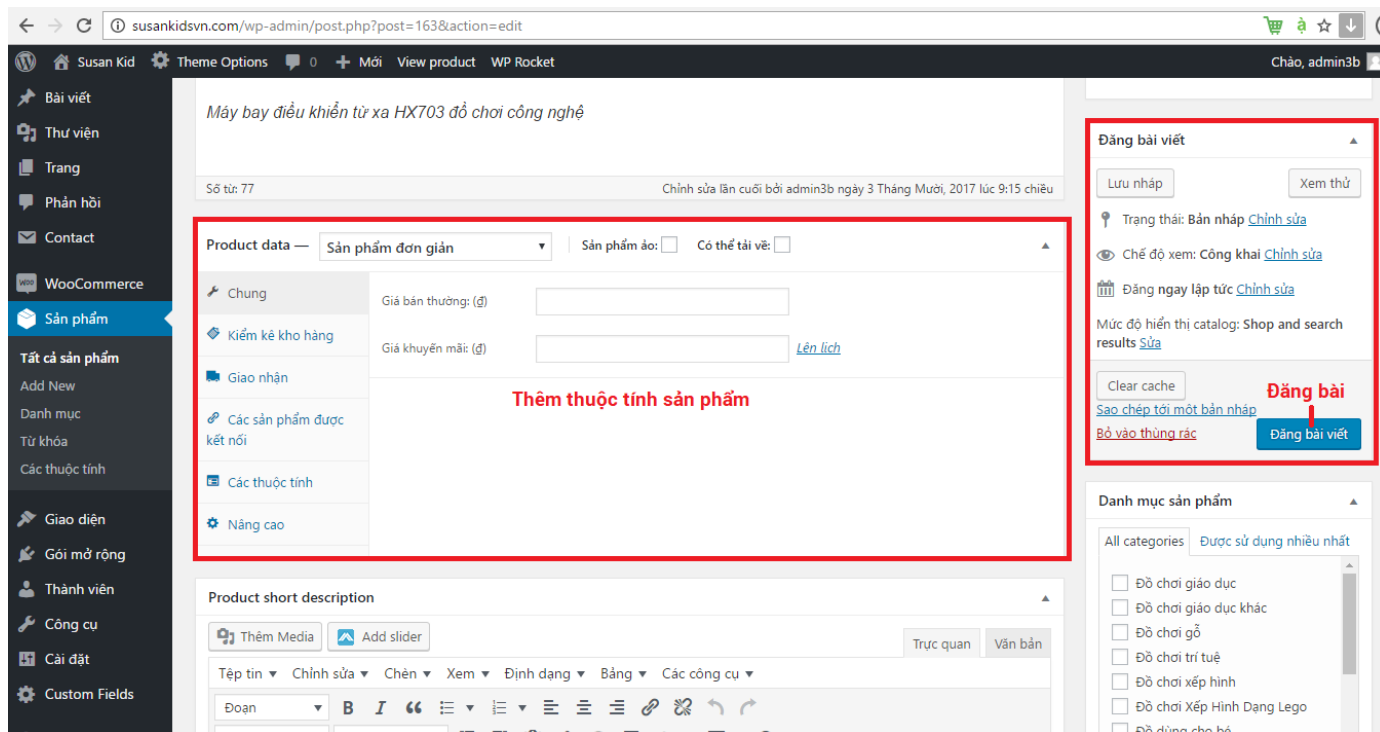 susankidsvn.com/wp-admin/post.php?post=163&action=edit
Susan Kid Theme Options 0 Mới View product WP Rocket Chào, admin3b
Bài viết
Thư viện
Trang
Phản hồi
Contact
WooCommerce
Sản phẩm
Tất cả sản phẩm
Add New
Danh mục
Từ khóa
Các thuộc tính
Giao diện
Gói mở rộng
Thành viên
Công cụ
Cài đặt
Custom Fields
Máy bay điều khiển từ xa HX703 đồ chơi công nghệ
Số từ: 77 Chỉnh sửa lần cuối bởi admin3b ngày 3 Tháng Mười, 2017 lúc 9:15 chiều
Product data — Sản phẩm đơn giản Sản phẩm ảo: Có thể tải về:
Chung
Kiểm kê kho hàng
Giao nhận
Các sản phẩm được
kết nối
Các thuộc tính
Nâng cao
Giá bán thường: (₫)
Giá khuyến mãi: (₫) Lên lịch
Thêm thuộc tính sản phẩm
Product short description
Thêm Media Add slider Trực quan Văn bản
Tệp tin Chỉnh sửa Chèn Xem Định dạng Bảng Các công cụ
Đoạn B I
Đăng bài viết
Lưu nháp Xem thử
Trạng thái: Bản nháp Chỉnh sửa
Chế độ xem: Công khai Chỉnh sửa
Đăng ngay lập tức Chỉnh sửa
Mức độ hiển thị catalog: Shop and search
results Sửa
Clear cache
Đăng bài
Sao chép tới một bản nháp
Bỏ vào thùng rác Đăng bài viết
Danh mục sản phẩm
All categories Được sử dụng nhiều nhất
Đồ chơi giáo dục
Đồ chơi giáo dục khác
Đồ chơi gỗ
Đồ chơi trí tuệ
Đồ chơi xếp hình
Đồ chơi Xếp Hình Dạng Lego
Đồ dùng cho bé